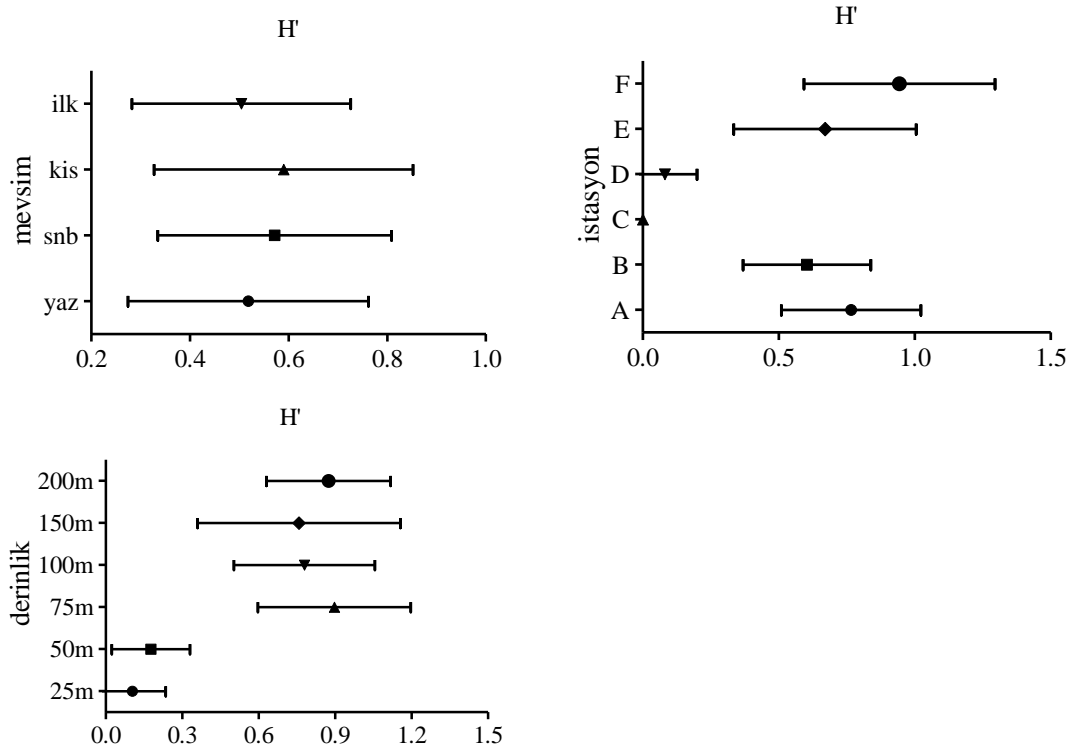 H'
ilk
kis
snb
yaz
mevsim
0.2 0.4 0.6 0.8 1.0
H'
F
E
D
C
B
A
istasyon
0.0 0.5 1.0 1.5
H'
200m
150m
100m
75m
50m
25m
derinlik
0.0 0.3 0.6 0.9 1.2 1.5